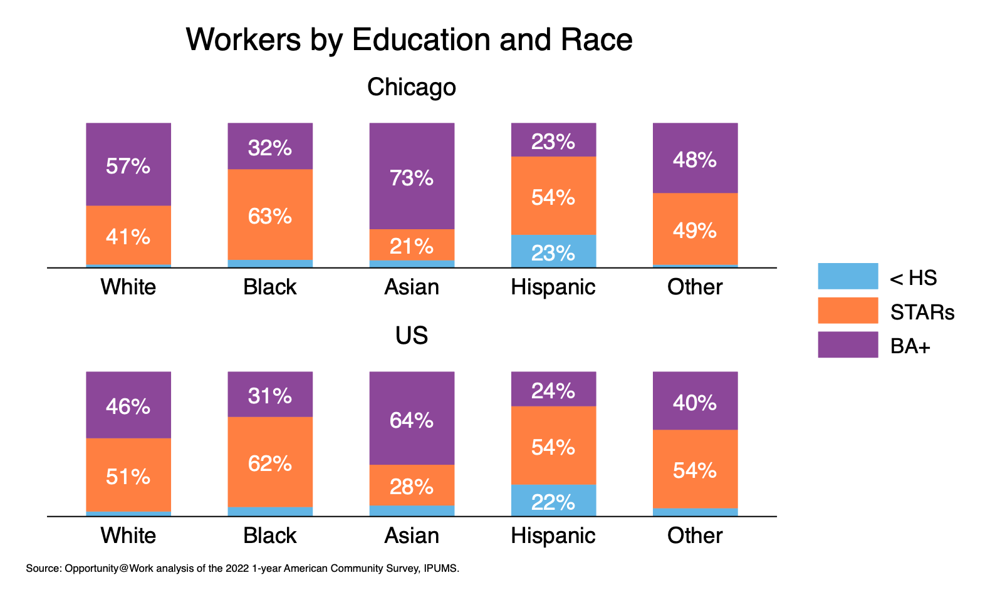 Workers by Education and Race
Chicago
57% 32% 73% 23% 48%
41% 63% 21% 54% 49%
23%
White Black Asian Hispanic Other
< HS
STARs
BA+
US
46% 31% 64% 24% 40%
51% 62% 28% 54% 54%
22%
White Black Asian Hispanic Other
Source: Opportunity@Work analysis of the 2022 1-year American Community Survey, IPUMS.